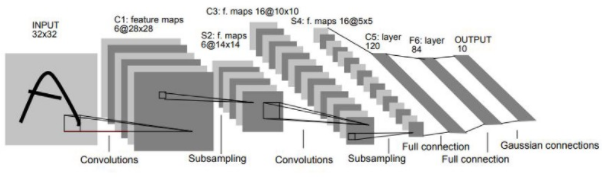 INPUT
32x32
C1: feature maps
6@28x28
S2: f. maps
6@14x14
C3: f. maps 16@10x10
S4: f. maps 16@5x5
C5: layer
120
F6: layer
84
OUTPUT
10
Convolutions
Subsampling
Convolutions
Subsampling
Full connection
Full connection
Gaussian connections